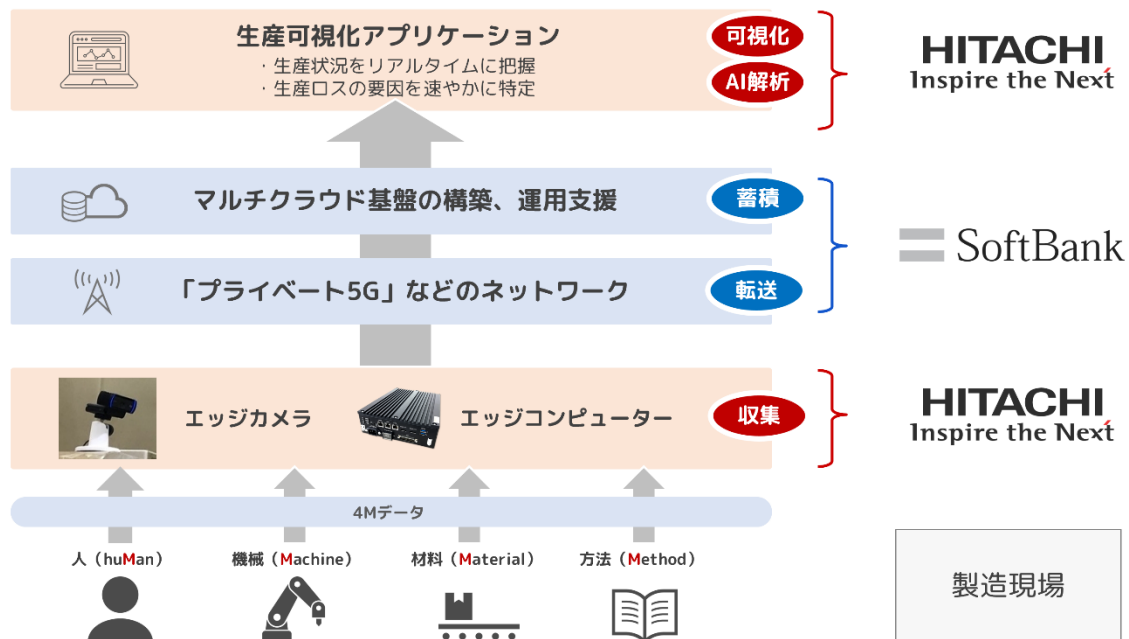 生産可視化アプリケーション
・生産状況をリアルタイムに把握
・生産ロスの要因を速やかに特定
可視化
AI解析
HITACHI
Inspire the Next
マルチクラウド基盤の構築、運用支援
蓄積
SoftBank
「プライベート5G」などのネットワーク
転送
エッジカメラ
エッジコンピューター
収集
HITACHI
Inspire the Next
4Mデータ
人（huMan）
機械（Machine）
材料（Material）
方法（Method）
製造現場